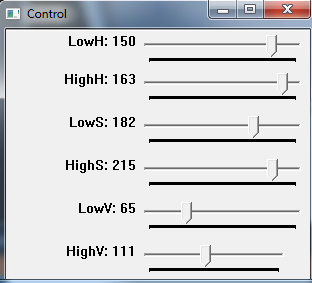 Control
LowH: 150
HighH: 163
LowS: 182
HighS: 215
LowV: 65
HighV: 111